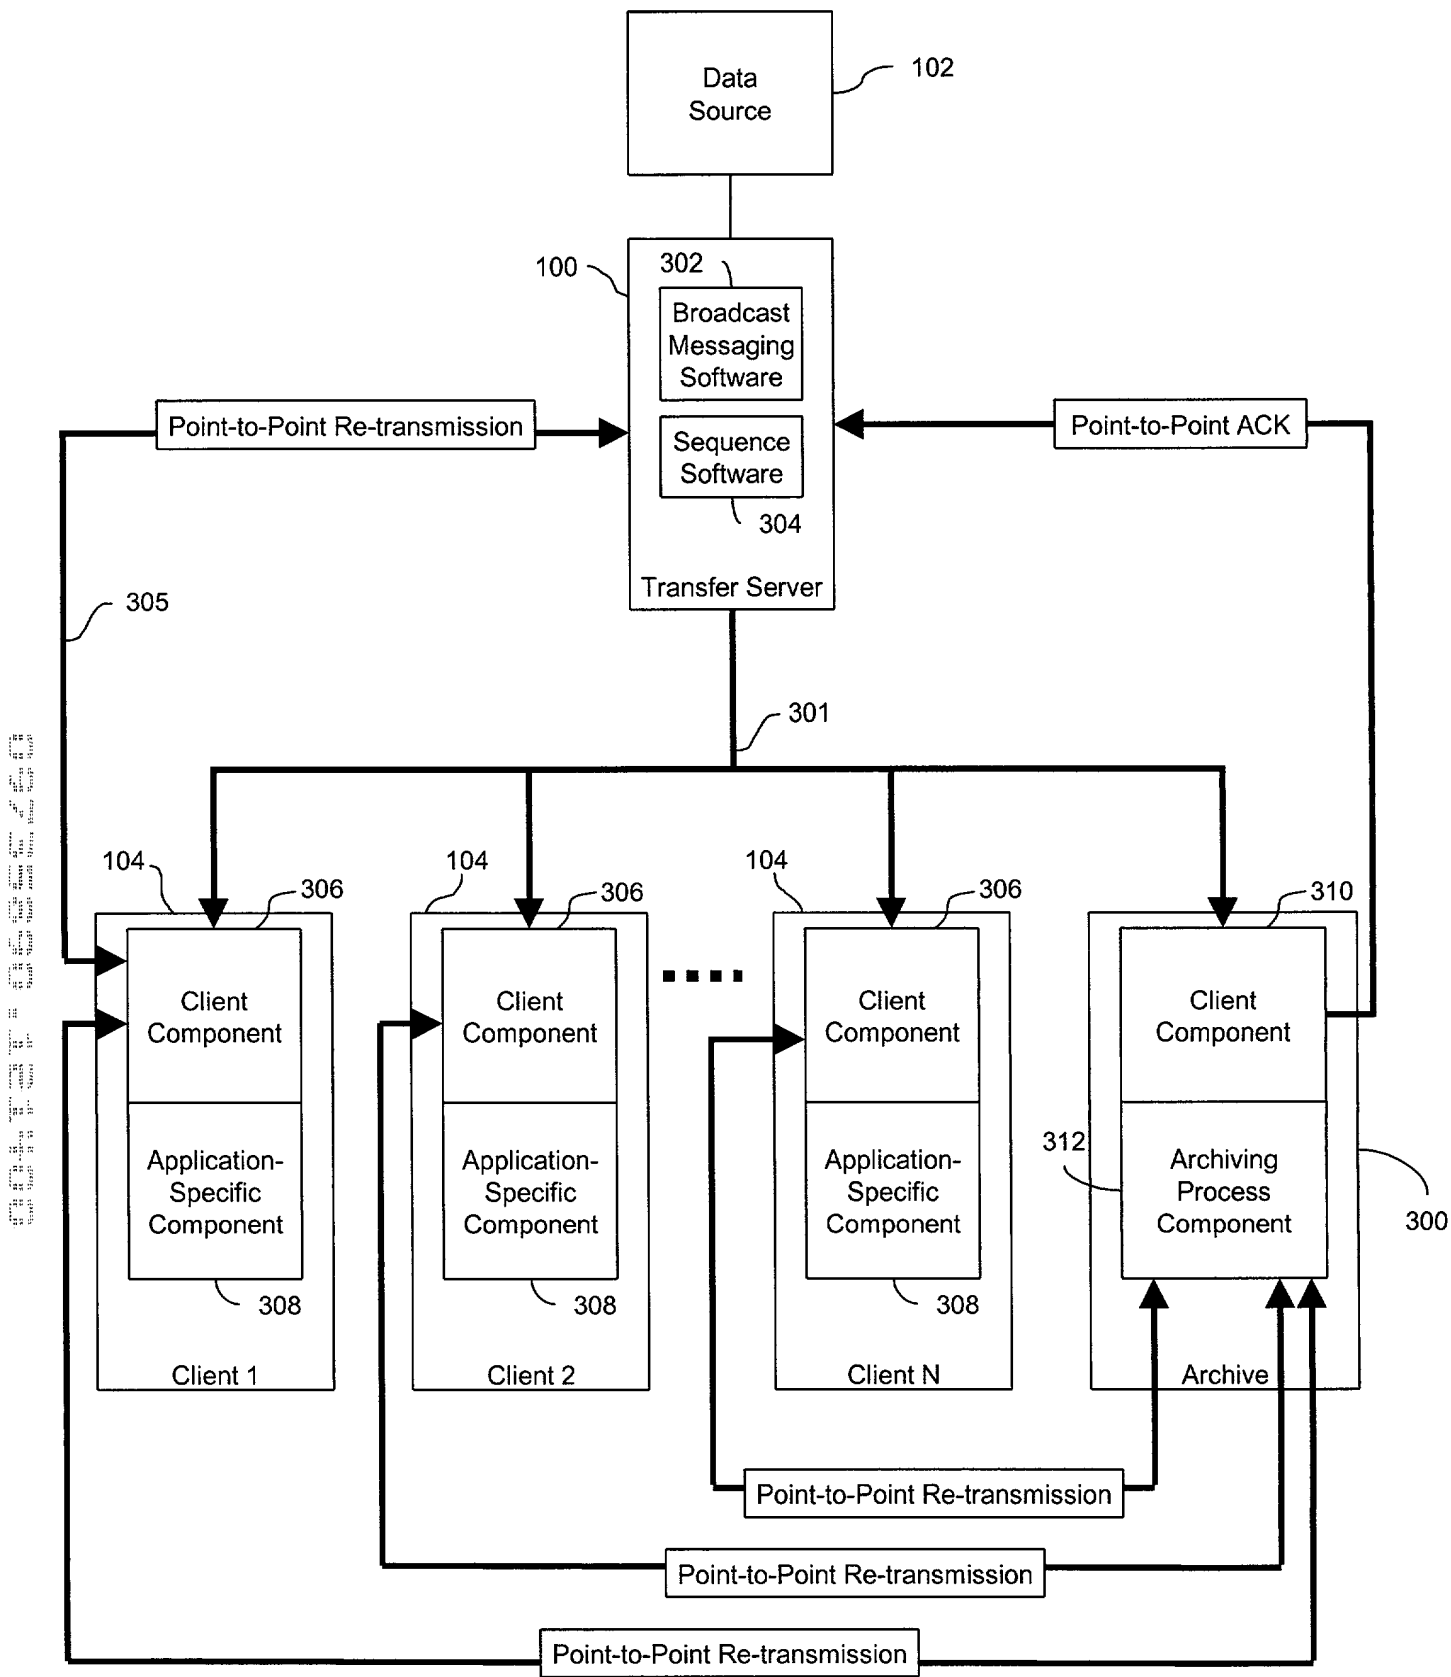 Data
Source
102
100
302
Broadcast
Messaging
Software
Point-to-Point Re-transmission
Point-to-Point ACK
Sequence
Software
304
Transfer Server
305
301
104
306
104
306
104
306
310
Client
Component
Client
Component
Client
Component
Client
Component
312
Application-
Specific
Component
Application-
Specific
Component
Application-
Specific
Component
Archiving
Process
Component
300
308
308
308
Client 1
Client 2
Client N
Archive
Point-to-Point Re-transmission
Point-to-Point Re-transmission
Point-to-Point Re-transmission